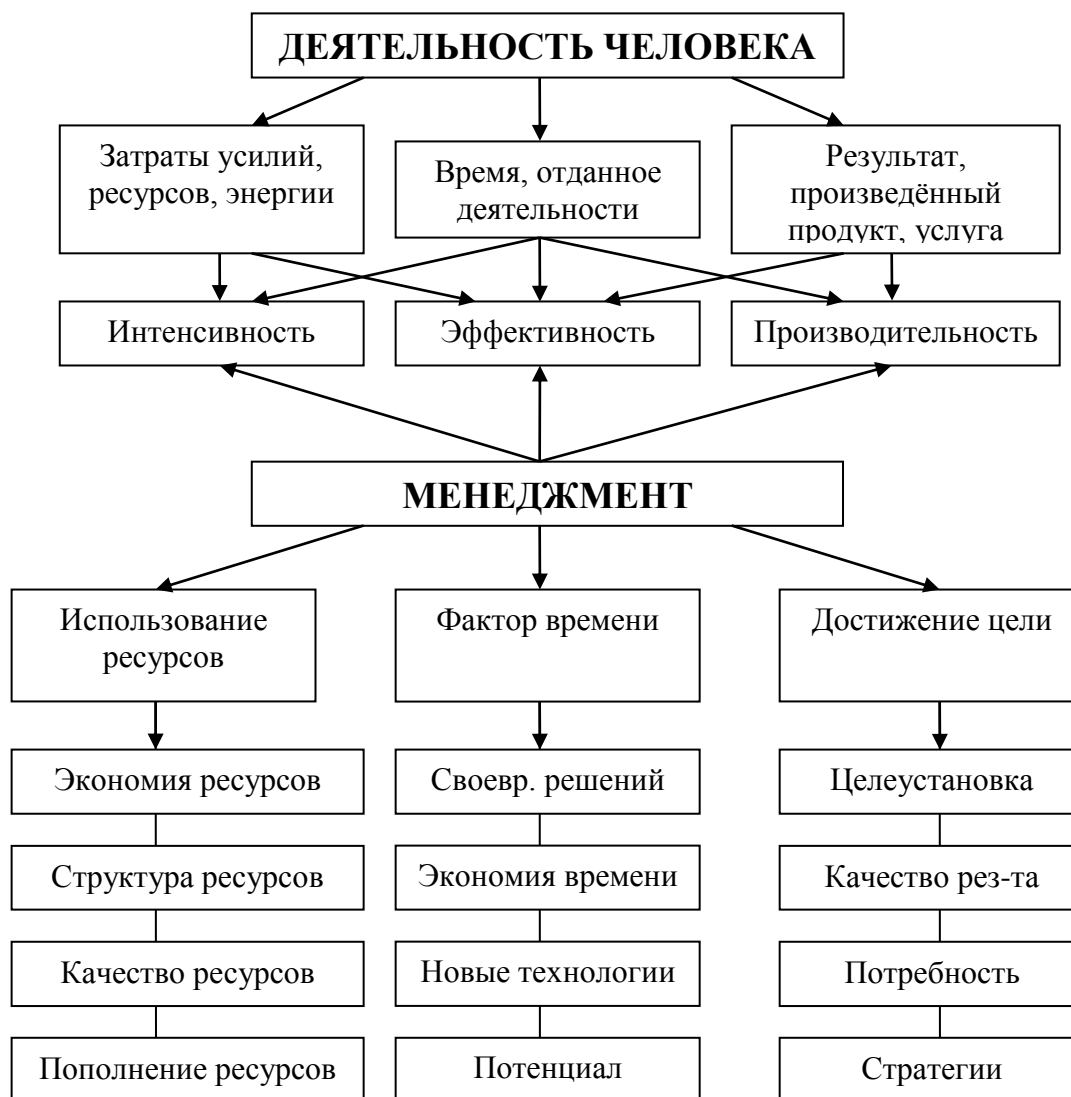 ДЕЯТЕЛЬНОСТЬ ЧЕЛОВЕКА
Затраты усилий,
ресурсов, энергии
Время, отданное
деятельности
Результат,
произведённый
продукт, услуга
Интенсивность
Эффективность
Производительность
МЕНЕДЖМЕНТ
Использование
ресурсов
Фактор времени
Достижение цели
Экономия ресурсов
Своевр. решений
Целеустановка
Структура ресурсов
Экономия времени
Качество рез-та
Качество ресурсов
Новые технологии
Потребность
Пополнение ресурсов
Потенциал
Стратегии